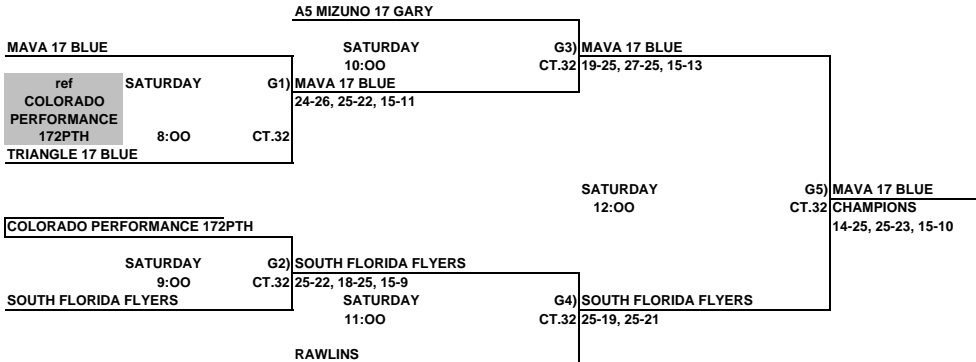 A5 MIZUNO 17 GARY
MAVA 17 BLUE SATURDAY G3) MAVA 17 BLUE
10:OO CT.32 19-25, 27-25, 15-13
ref SATURDAY G1) MAVA 17 BLUE
COLORADO 24-26, 25-22, 15-11
PERFORMANCE
172PTH 8:OO CT.32
TRIANGLE 17 BLUE
SATURDAY G5) MAVA 17 BLUE
12:OO CT.32 CHAMPIONS
COLORADO PERFORMANCE 172PTH 14-25, 25-23, 15-10
SATURDAY G2) SOUTH FLORIDA FLYERS
9:OO CT.32 25-22, 18-25, 15-9
SOUTH FLORIDA FLYERS SATURDAY G4) SOUTH FLORIDA FLYERS
11:OO CT.32 25-19, 25-21
RAWLINS